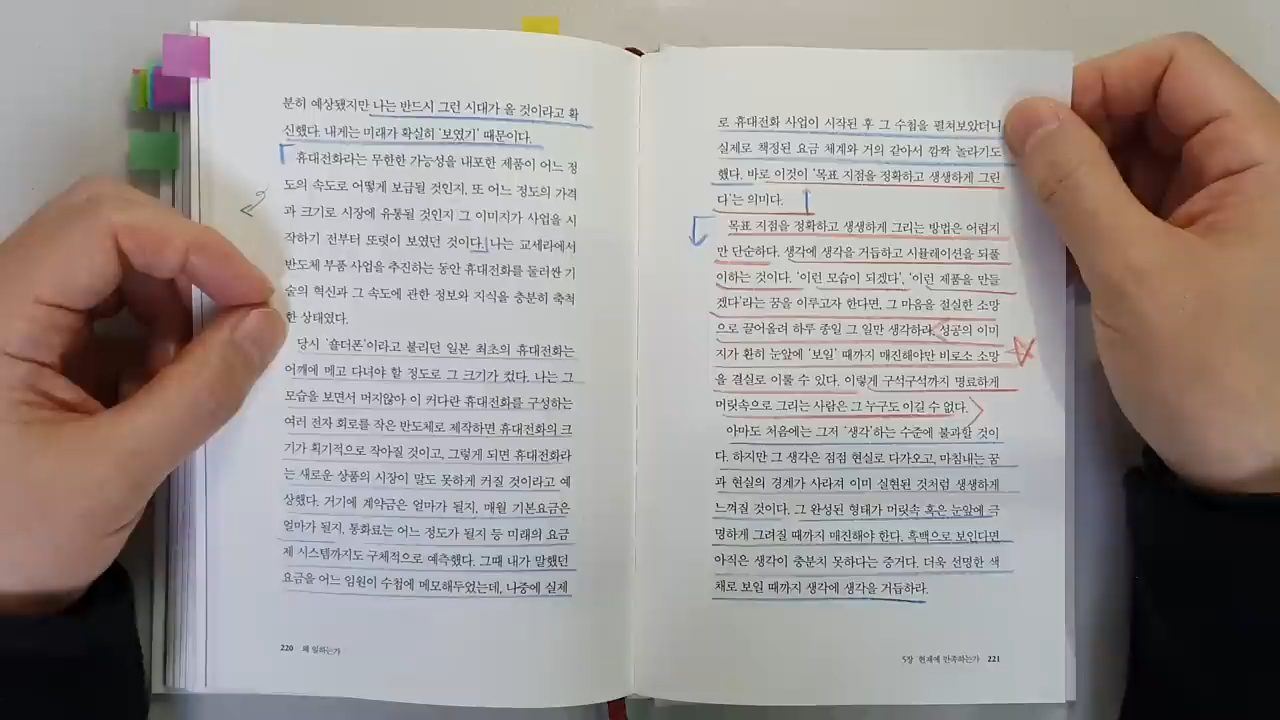 분히 예상됐지만 나는 반드시 그런 시대가 올 것이라고 확
신했다. 내게는 미래가 확실히 ‘보였기’ 때문이다.
휴대전화라는 무한한 가능성을 내포한 제품이 어느 정
도의 속도로 어떻게 보급될 것인지, 또 어느 정도의 가격
과 크기로 시장에 유통될 것인지 그 이미지가 사업을 시
작하기 전부터 또렷이 보였던 것이다. 나는 교세라에서
반도체 부품 사업을 추진하는 동안 휴대전화를 둘러싼 기
술의 혁신과 그 속도에 관한 정보와 지식을 충분히 축척
한 상태였다.
당시 ‘숄더폰’이라고 불리던 일본 최초의 휴대전화는
어깨에 메고 다녀야 할 정도로 그 크기가 컸다. 나는 그
모습을 보면서 머지않아 이 커다란 휴대전화를 구성하는
여러 전자 회로를 작은 반도체로 제작하면 휴대전화의 크
기가 획기적으로 작아질 것이고, 그렇게 되면 휴대전화라
는 새로운 상품의 시장이 말도 못하게 커질 것이라고 예
상했다. 거기에 계약금은 얼마가 될지, 매월 기본요금은
얼마가 될지, 통화료는 어느 정도가 될지 등 미래의 요금
제 시스템까지도 구체적으로 예측했다. 그때 내가 말했던
요금을 어느 임원이 수첩에 메모해두었는데, 나중에 실제
220 왜 일하는가
로 휴대전화 사업이 시작된 후 그 수첩을 펼쳐보았더니
실제로 책정된 요금 체계와 거의 같아서 깜짝 놀라기도
했다. 바로 이것이 ‘목표 지점을 정확하고 생생하게 그린
다’는 의미다.
목표 지점을 정확하고 생생하게 그리는 방법은 어렵지
만 단순하다. 생각에 생각을 거듭하고 시뮬레이션을 되풀
이하는 것이다. ‘이런 모습이 되겠다’, ‘이런 제품을 만들
겠다’라는 꿈을 이루고자 한다면, 그 마음을 절실한 소망
으로 끌어올려 하루 종일 그 일만 생각하라. 성공의 이미
지가 환히 눈앞에 ‘보일’ 때까지 매진해야만 비로소 소망
을 결실로 이룰 수 있다. 이렇게 구석구석까지 명료하게
머릿속으로 그리는 사람은 그 누구도 이길 수 없다.
아마도 처음에는 그저 ‘생각’하는 수준에 불과할 것이
다. 하지만 그 생각은 점점 현실로 다가오고, 마침내는 꿈
과 현실의 경계가 사라져 이미 실현된 것처럼 생생하게
느껴질 것이다. 그 완성된 형태가 머릿속 혹은 눈앞에 극
명하게 그려질 때까지 매진해야 한다. 흑백으로 보인다면
아직은 생각이 충분치 못하다는 증거다. 더욱 선명한 색
채로 보일 때까지 생각에 생각을 거듭하라.
5장 현재에 만족하는가 221